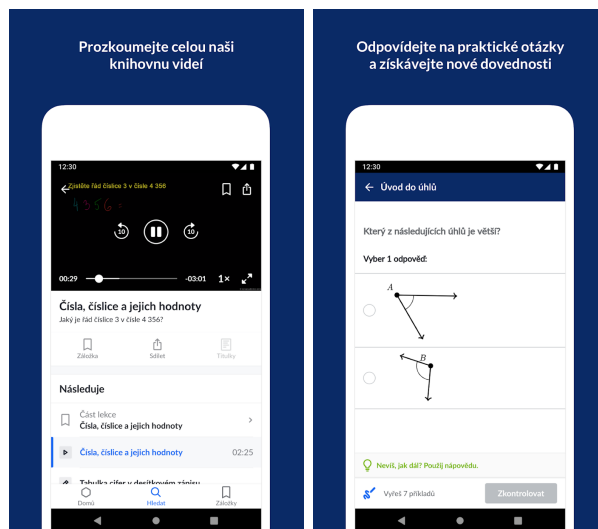 Prozkoumejte celou naši
knihovnu videí
12:30
Zjistěte řád číslice 3 v čísle 4 356
4 3 5 6 =
10
10
00:29
-03:01
1×
Čísla, číslice a jejich hodnoty
Jaký je řád číslice 3 v čísle 4 356?
Záložka
Sdílet
Titulky
Následuje
Část lekce
Čísla, číslice a jejich hodnoty
Čísla, číslice a jejich hodnoty
02:25
Tabulka cifer v desítkovém zápisu
Domů
Hledat
Záložky
Odpovídejte na praktické otázky
a získávejte nové dovednosti
12:30
Úvod do úhlů
Který z následujících úhlů je větší?
Vyber 1 odpověď:
A
B
Nevíš, jak dál? Použij nápovědu.
Vyřeš 7 příkladů
Zkontrolovat